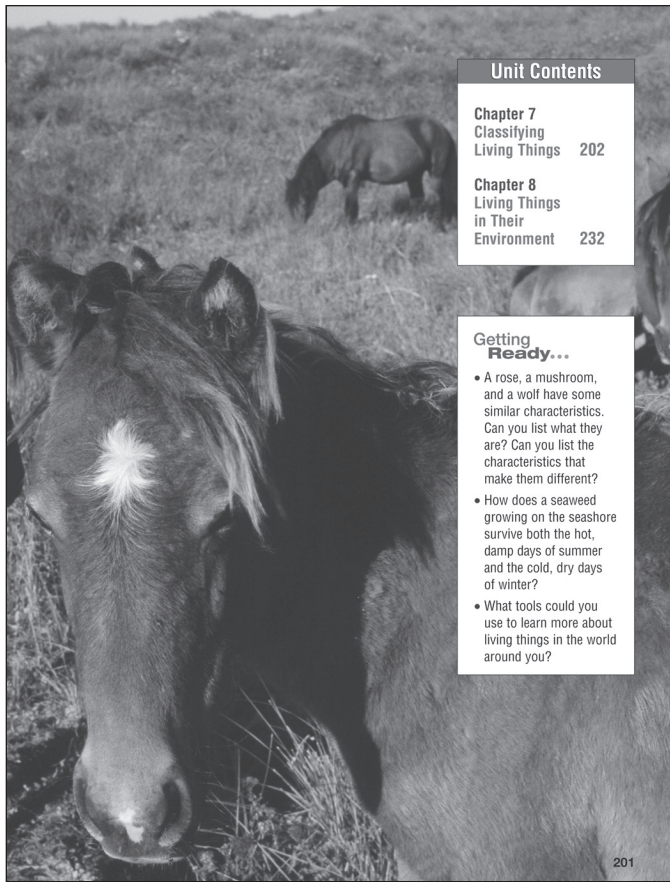 Unit Contents
Chapter 7
Classifying
Living Things 202
Chapter 8
Living Things
in Their
Environment 232
Getting
Ready...
• A rose, a mushroom,
and a wolf have some
similar characteristics.
Can you list what they
are? Can you list the
characteristics that
make them different?
• How does a seaweed
growing on the seashore
survive both the hot,
damp days of summer
and the cold, dry days
of winter?
• What tools could you
use to learn more about
living things in the world
around you?
201